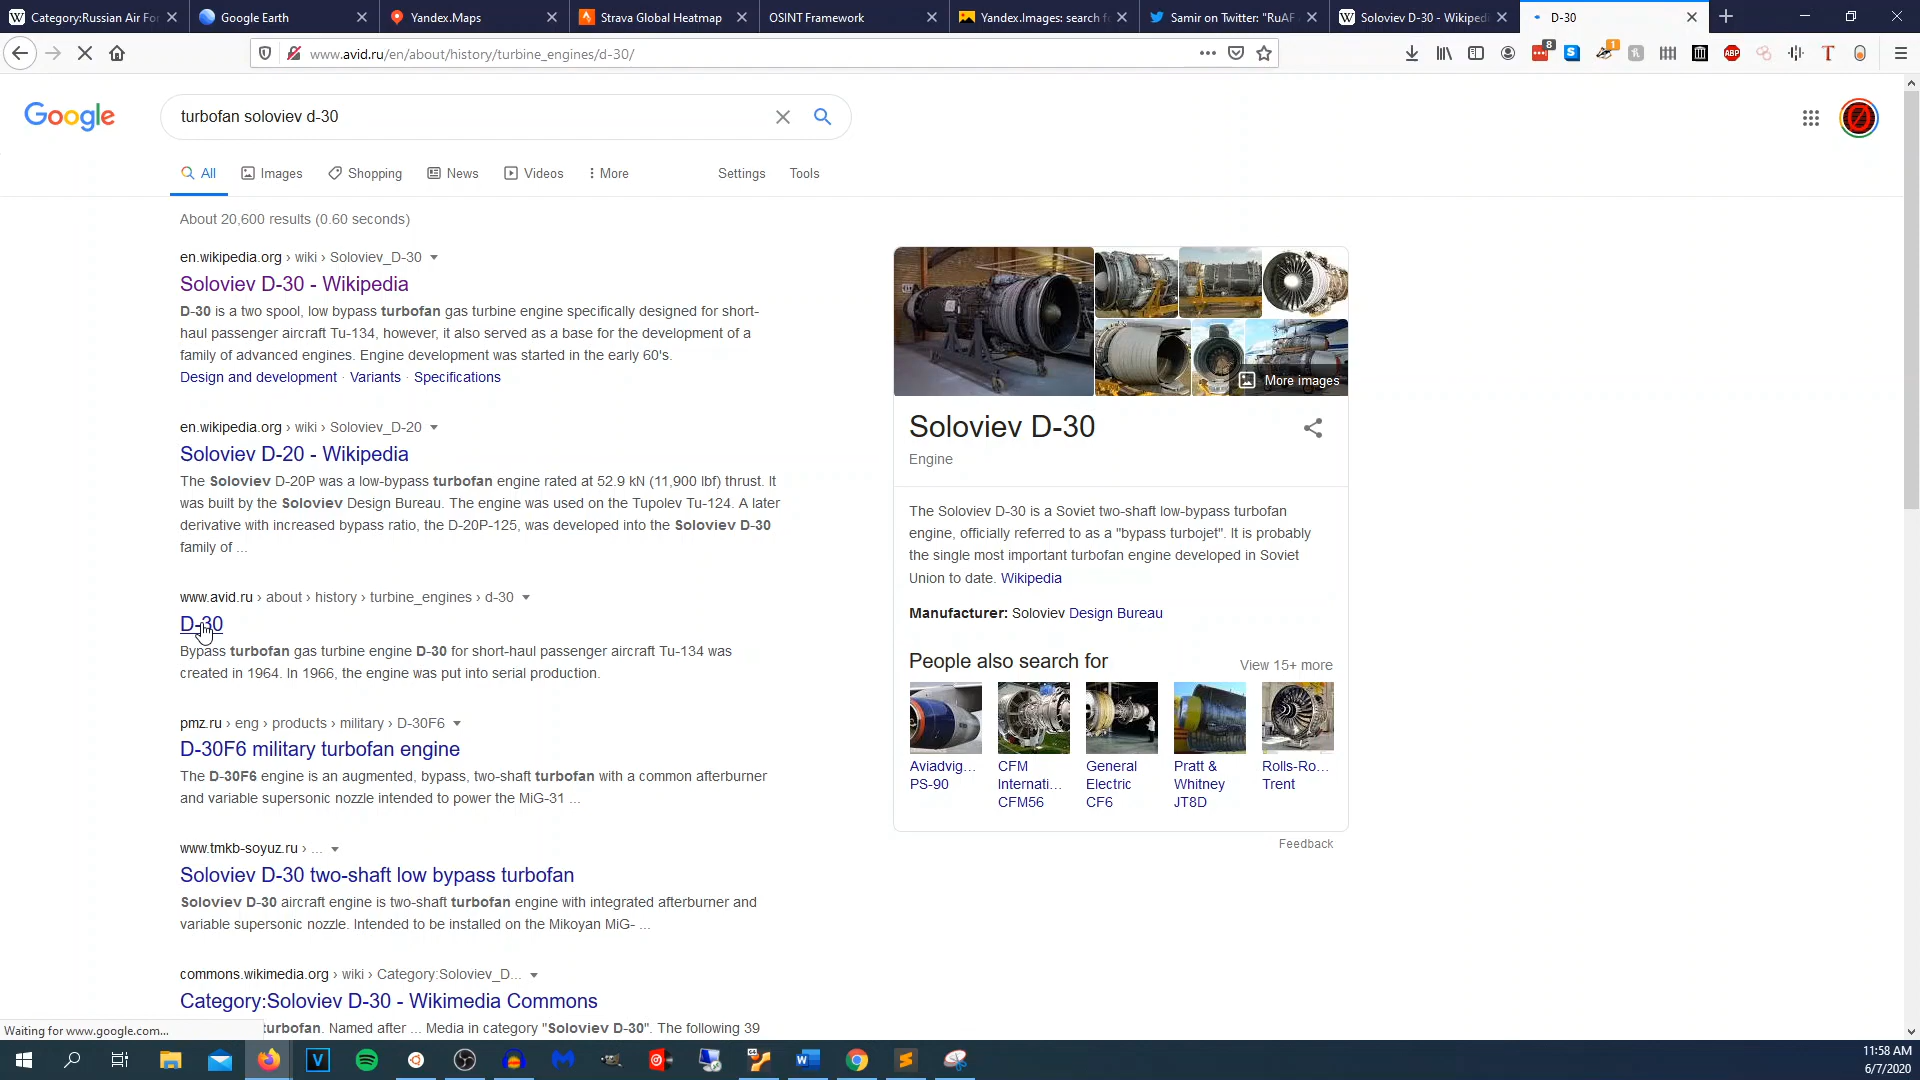 Category:Russian Air For
Google Earth
Yandex.Maps
Strava Global Heatmap
OSINT Framework
Yandex.Images: search f
Samir on Twitter: "RuAF
Soloviev D-30 - Wikipedi
D-30
www.avid.ru/en/about/history/turbine_engines/d-30/
8
1
ABP
Google
turbofan soloviev d-30
All
Images
Shopping
News
Videos
More
Settings
Tools
About 20,600 results (0.60 seconds)
en.wikipedia.org › wiki › Soloviev_D-30
Soloviev D-30 - Wikipedia
D-30 is a two spool, low bypass turbofan gas turbine engine specifically designed for short-
haul passenger aircraft Tu-134, however, it also served as a base for the development of a
family of advanced engines. Engine development was started in the early 60's.
Design and development · Variants · Specifications
en.wikipedia.org › wiki › Soloviev_D-20
Soloviev D-20 - Wikipedia
The Soloviev D-20P was a low-bypass turbofan engine rated at 52.9 kN (11,900 lbf) thrust. It
was built by the Soloviev Design Bureau. The engine was used on the Tupolev Tu-124. A later
derivative with increased bypass ratio, the D-20P-125, was developed into the Soloviev D-30
family of ...
www.avid.ru › about › history › turbine_engines › d-30
D-30
Bypass turbofan gas turbine engine D-30 for short-haul passenger aircraft Tu-134 was
created in 1964. In 1966, the engine was put into serial production.
pmz.ru › eng › products › military › D-30F6
D-30F6 military turbofan engine
The D-30F6 engine is an augmented, bypass, two-shaft turbofan with a common afterburner
and variable supersonic nozzle intended to power the MiG-31 ...
www.tmkb-soyuz.ru › ...
Soloviev D-30 two-shaft low bypass turbofan
Soloviev D-30 aircraft engine is two-shaft turbofan engine with integrated afterburner and
variable supersonic nozzle. Intended to be installed on the Mikoyan MiG- ...
commons.wikimedia.org › wiki › Category:Soloviev_D...
Category:Soloviev D-30 - Wikimedia Commons
turbofan. Named after ... Media in category "Soloviev D-30". The following 39
More images
Soloviev D-30
Engine
The Soloviev D-30 is a Soviet two-shaft low-bypass turbofan
engine, officially referred to as a "bypass turbojet". It is probably
the single most important turbofan engine developed in Soviet
Union to date. Wikipedia
Manufacturer: Soloviev Design Bureau
People also search for
View 15+ more
Aviadvig...
PS-90
CFM
Internati...
CFM56
General
Electric
CF6
Pratt &
Whitney
JT8D
Rolls-Ro...
Trent
Feedback
Waiting for www.google.com...
11:58 AM
6/7/2020